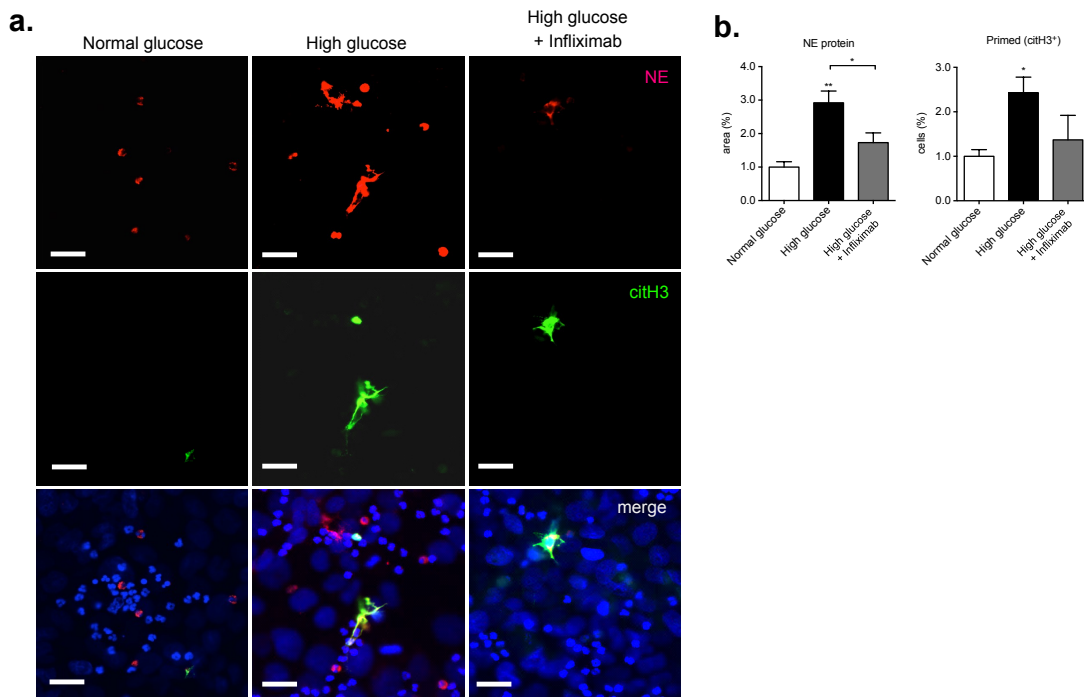 a.
Normal glucose
High glucose
High glucose
+ Infliximab
NE
citH3
merge
b.
NE protein
area (%)
4.0
3.0
2.0
1.0
0.0
**
*
Normal glucose
High glucose
High glucose
+ Infliximab
Primed (citH3⁺)
cells (%)
3.0
2.0
1.0
0.0
*
Normal glucose
High glucose
High glucose
+ Infliximab